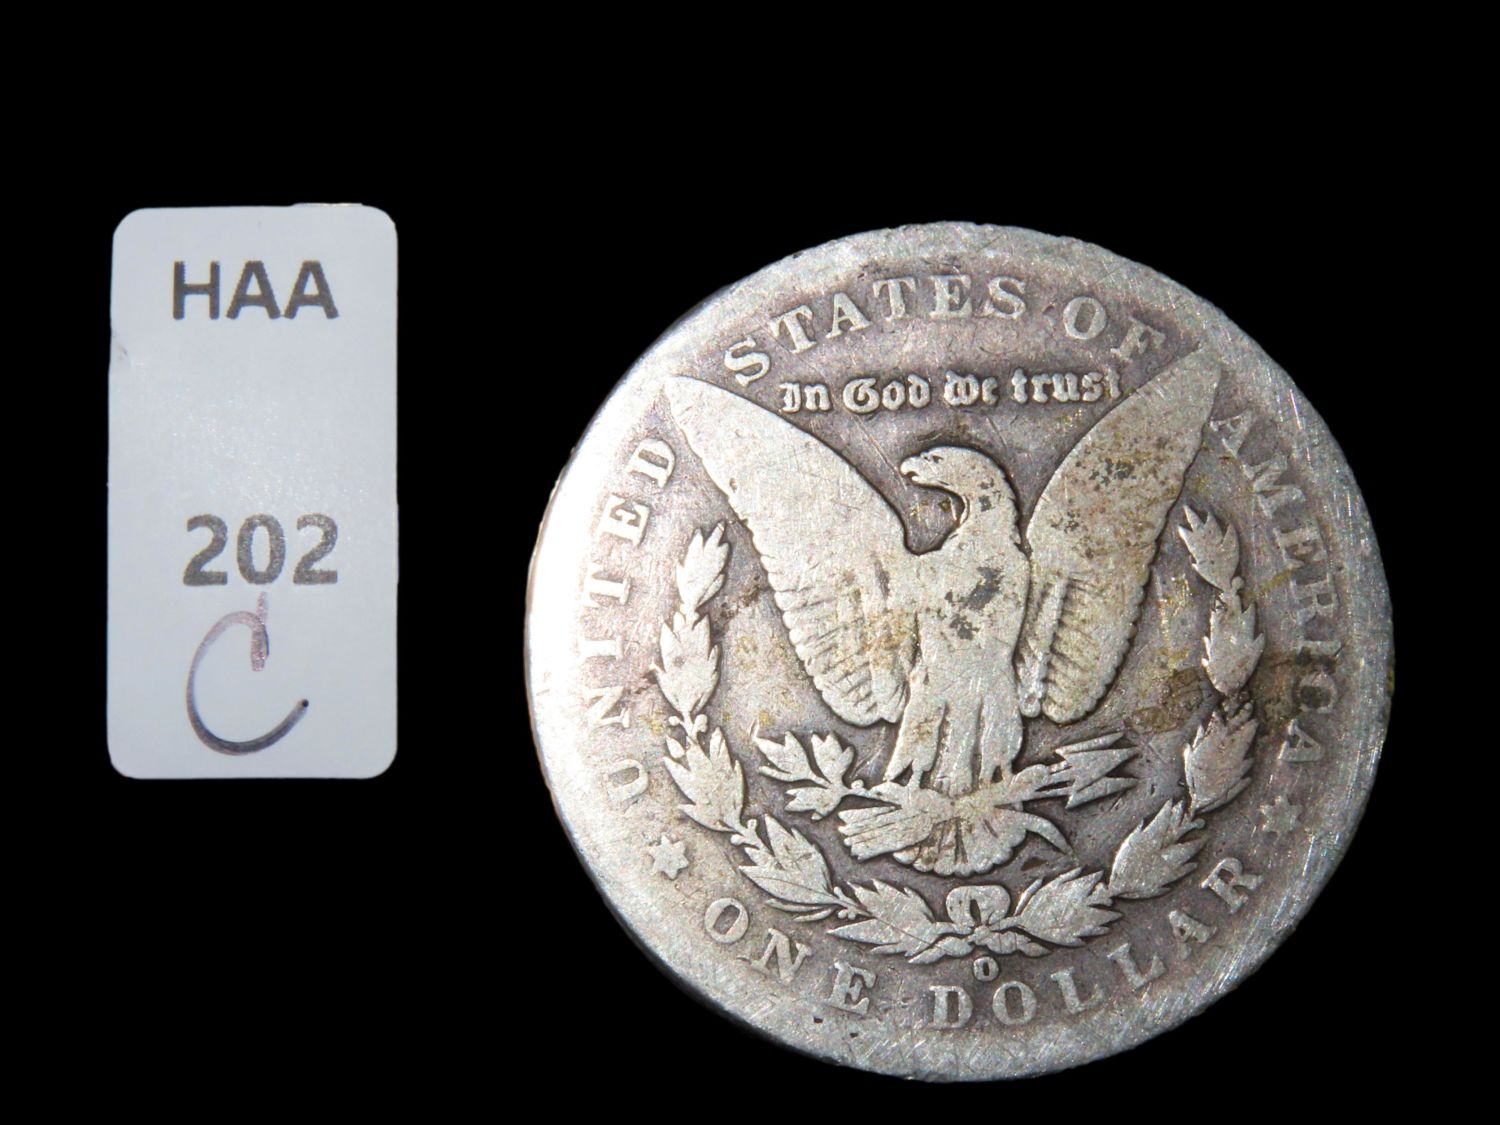 HAA
202
C
UNITED STATES OF AMERICA
In God we trust
O
ONE DOLLAR